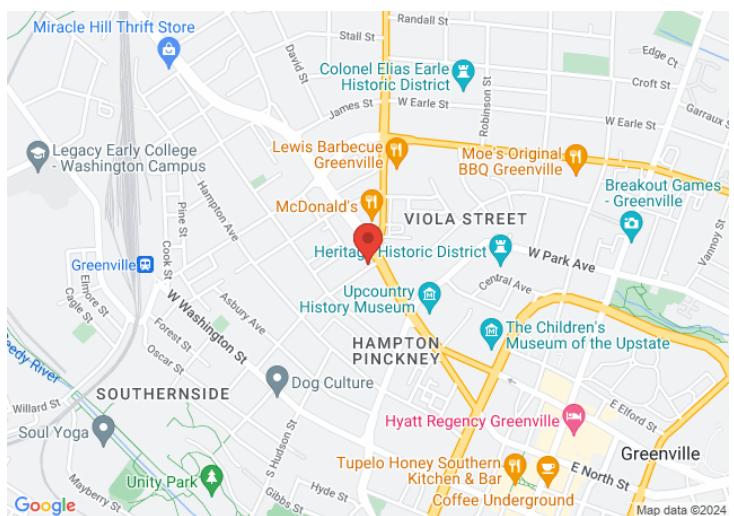 Randall St
Miracle Hill Thrift Store
Stall St
David St
Edge Ct
Colonel Elias Earle
Historic District
Croft St
Robinson St
James St
W Earle St
Garraux St
W Earle St
Legacy Early College
- Washington Campus
Lewis Barbecue
Greenville
Moe's Original
BBQ Greenville
Hampton Ave
Breakout Games
- Greenville
McDonald's
Pine St
VIOLA STREET
Vannoy St
Cook St
Heritage Historic District
W Park Ave
Greenville
Elmore St
Cagle St
Central Ave
Upcountry
History Museum
Asbury Ave
W Washington St
Forest St
The Children's
Museum of the Upstate
HAMPTON
PINCKNEY
Oscar St
eedy River
Dog Culture
SOUTHERNSIDE
Willard St
E Elford St
Hyatt Regency Greenville
Soul Yoga
S Hudson St
Greenville
Tupelo Honey Southern
Kitchen & Bar
E North St
Unity Park
Mayberry St
Gibbs St
Hyde St
Coffee Underground
Google
Map data ©2024